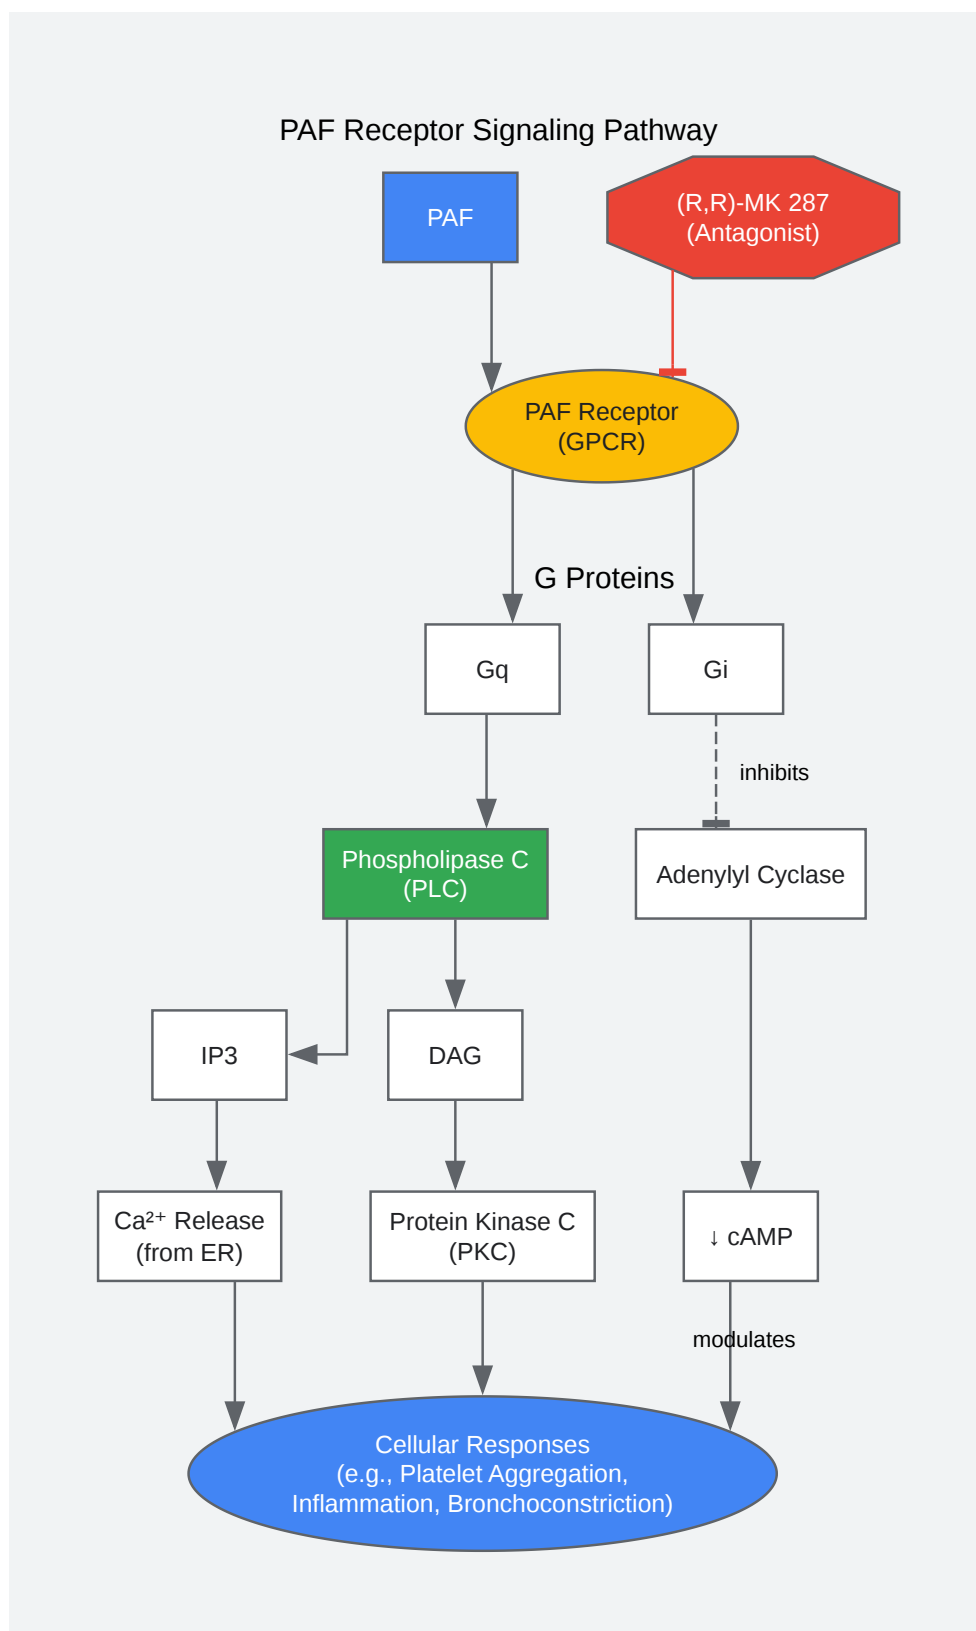 PAF Receptor Signaling Pathway
PAF
(R,R)-MK 287
(Antagonist)
PAF Receptor
(GPCR)
G Proteins
Gq
Gi
inhibits
Phospholipase C
(PLC)
Adenylyl Cyclase
IP3
DAG
Ca²⁺ Release
(from ER)
Protein Kinase C
(PKC)
↓ cAMP
modulates
Cellular Responses
(e.g., Platelet Aggregation,
Inflammation, Bronchoconstriction)